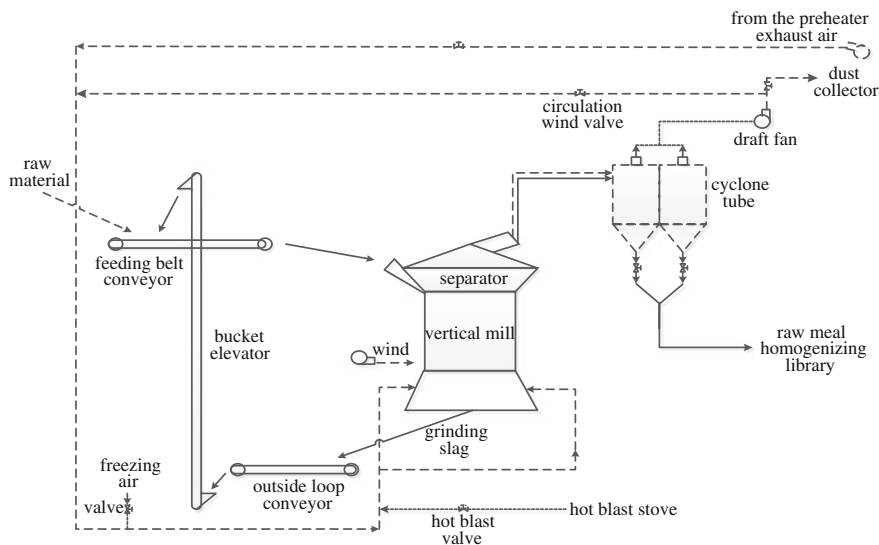 from the preheater
exhaust air
dust
collector
circulation
wind valve
draft fan
raw
material
cyclone
tube
feeding belt
conveyor
separator
bucket
elevator
wind
vertical mill
raw meal
homogenizing
library
grinding
slag
freezing
air
valve
outside loop
conveyor
hot blast
valve
hot blast stove